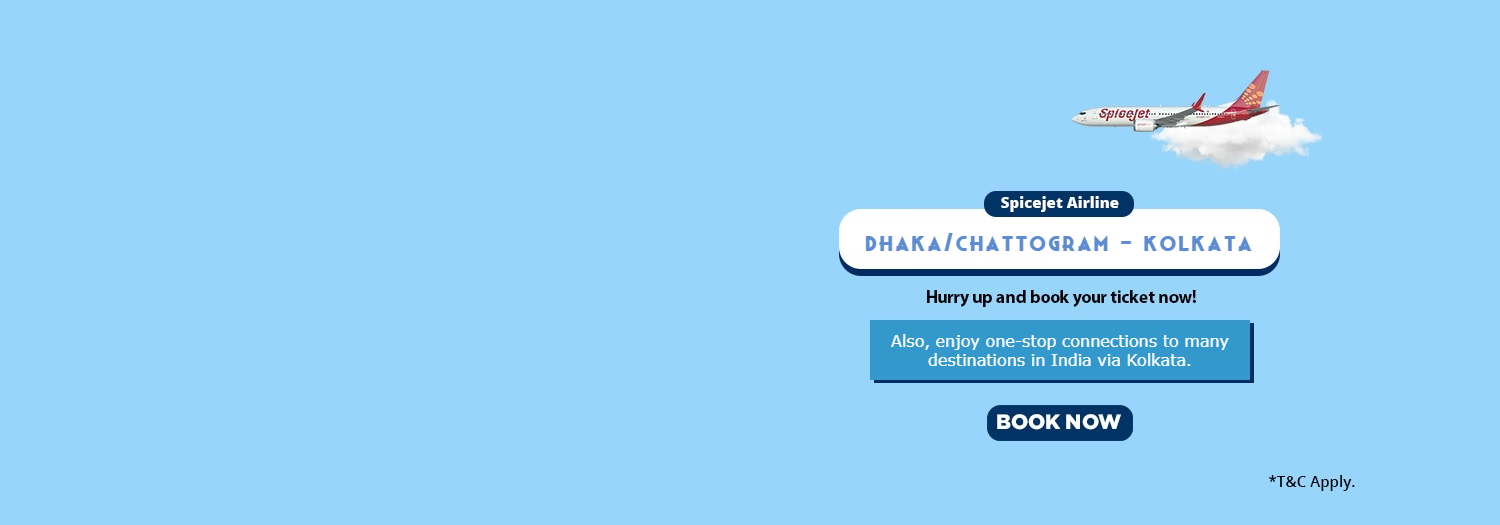 Spicejet
Spicejet Airline
DHAKA/CHATTOGRAM - KOLKATA
Hurry up and book your ticket now!
Also, enjoy one-stop connections to many
destinations in India via Kolkata.
BOOK NOW
*T&C Apply.